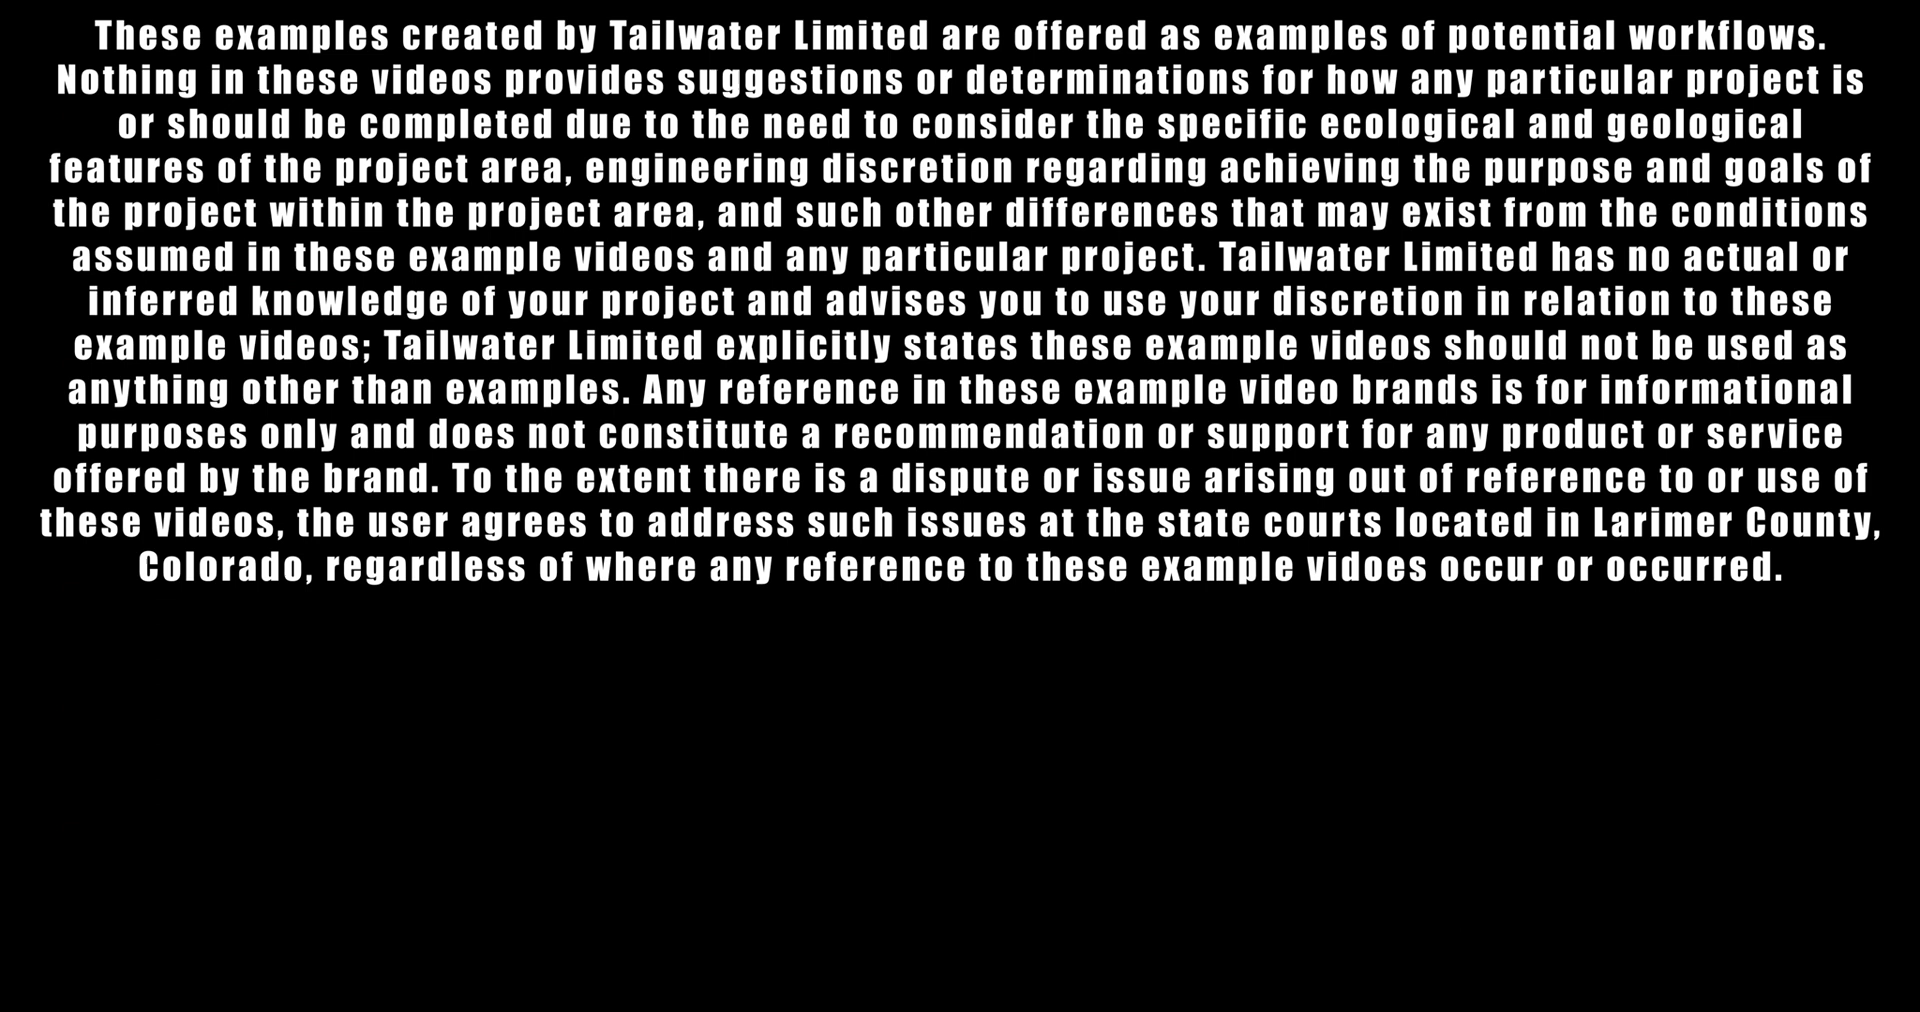 These examples created by Tailwater Limited are offered as examples of potential workflows.
Nothing in these videos provides suggestions or determinations for how any particular project is
or should be completed due to the need to consider the specific ecological and geological
features of the project area, engineering discretion regarding achieving the purpose and goals of
the project within the project area, and such other differences that may exist from the conditions
assumed in these example videos and any particular project. Tailwater Limited has no actual or
inferred knowledge of your project and advises you to use your discretion in relation to these
example videos; Tailwater Limited explicitly states these example videos should not be used as
anything other than examples. Any reference in these example video brands is for informational
purposes only and does not constitute a recommendation or support for any product or service
offered by the brand. To the extent there is a dispute or issue arising out of reference to or use of
these videos, the user agrees to address such issues at the state courts located in Larimer County,
Colorado, regardless of where any reference to these example vidoes occur or occurred.